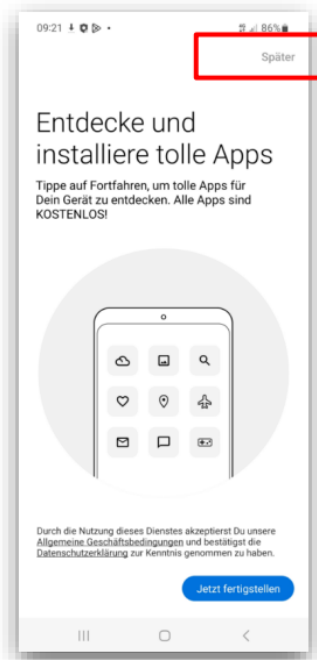 09:21
86%
Später
Entdecke und
installiere tolle Apps
Tippe auf Fortfahren, um tolle Apps für
Dein Gerät zu entdecken. Alle Apps sind
KOSTENLOS!
Durch die Nutzung dieses Dienstes akzeptierst Du unsere
Allgemeine Geschäftsbedingungen und bestätigst die
Datenschutzerklärung zur Kenntnis genommen zu haben.
Jetzt fertigstellen